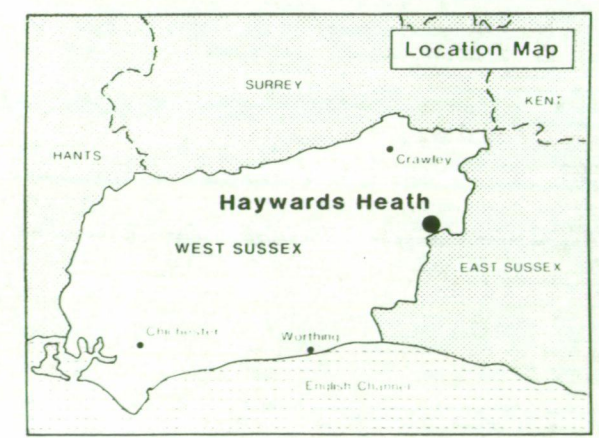 Location Map
SURREY
KENT
HANTS
Crawley
Haywards Heath
WEST SUSSEX
EAST SUSSEX
Chichester
Worthing
English Channel